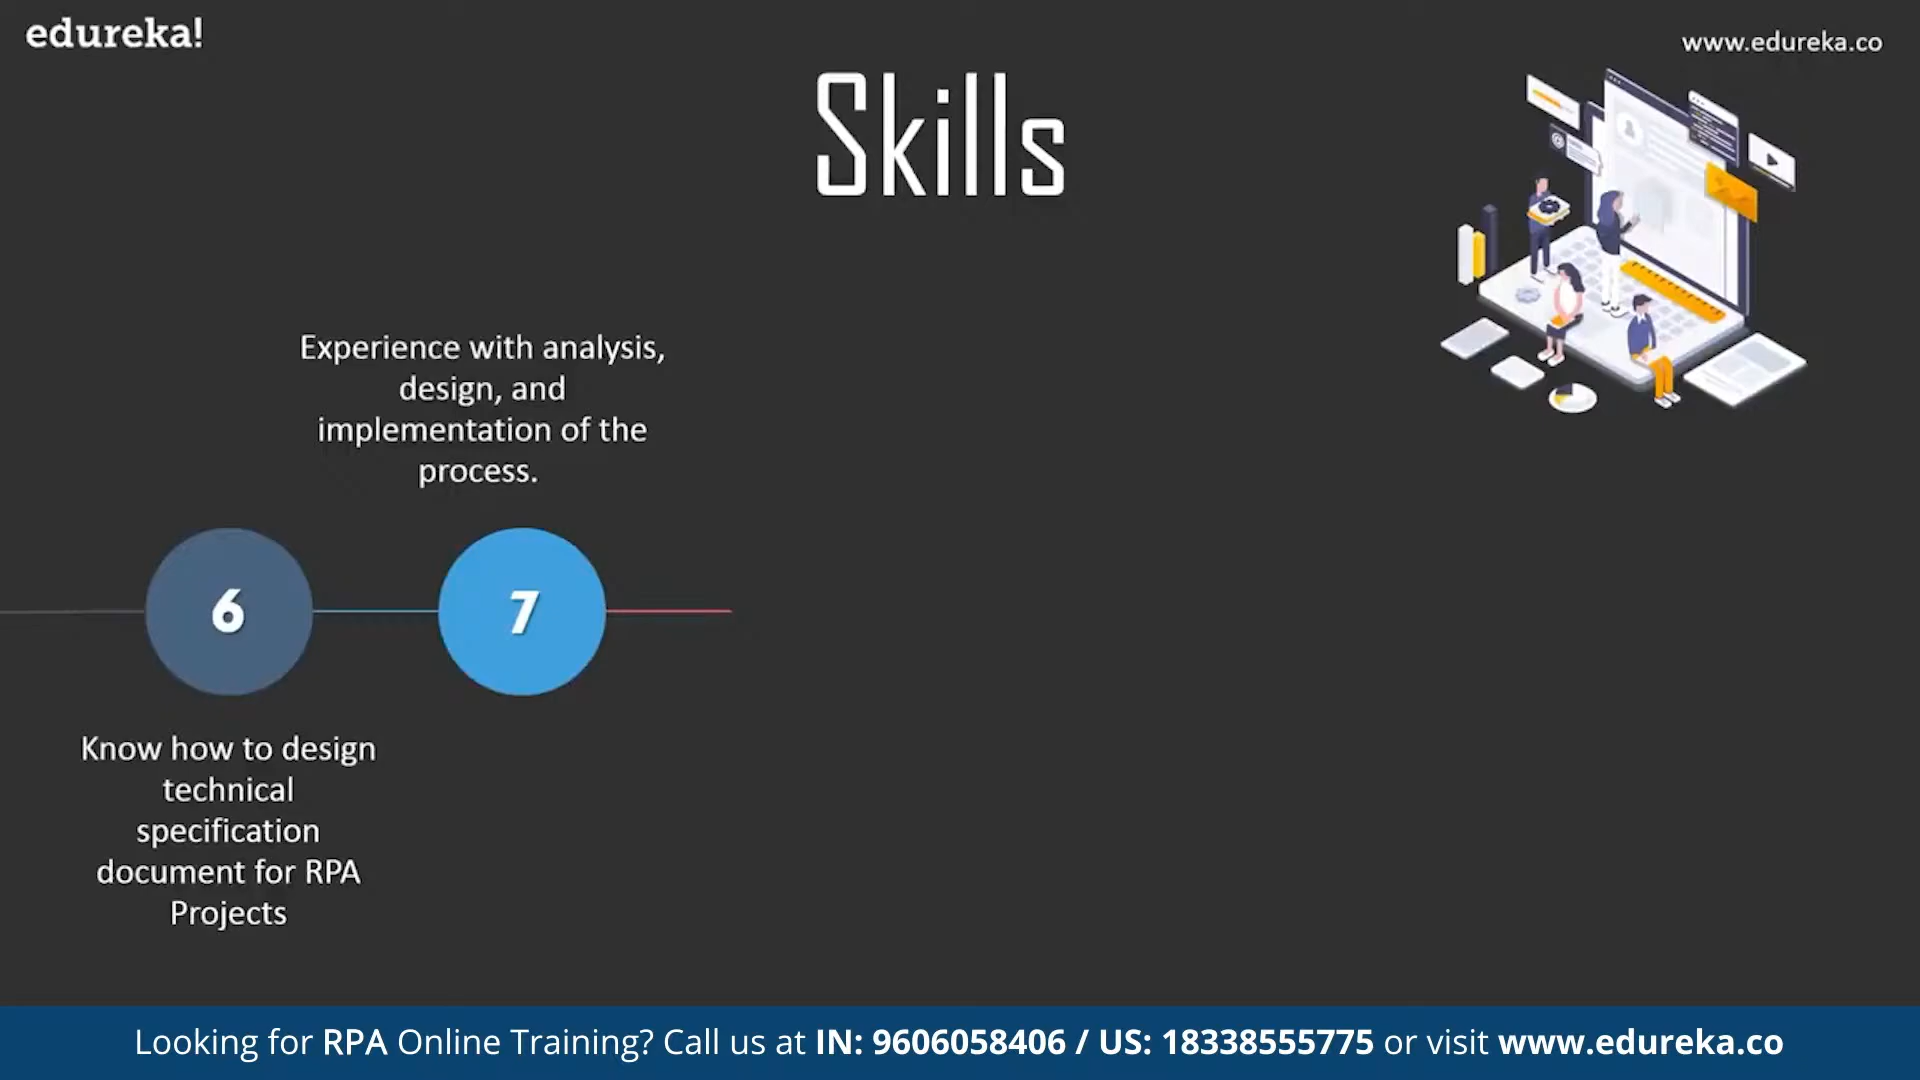 edureka!
www.edureka.co
Skills
Experience with analysis,
design, and
implementation of the
process.
6
7
Know how to design
technical
specification
document for RPA
Projects
Looking for RPA Online Training? Call us at IN: 9606058406 / US: 18338555775 or visit www.edureka.co